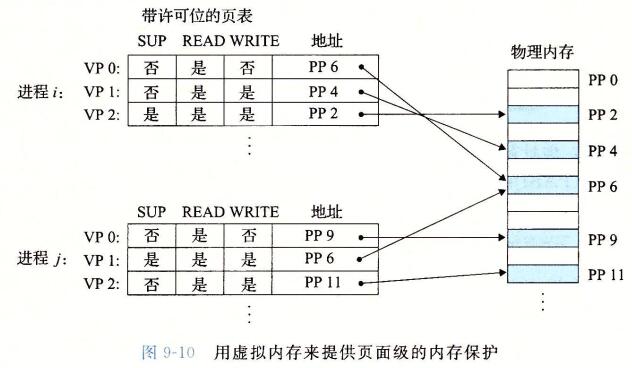 带许可位的页表
SUP READ WRITE 地址
进程i:
VP 0: 否 是 否 PP 6
VP 1: 否 是 是 PP 4
VP 2: 是 是 是 PP 2
⋮
SUP READ WRITE 地址
进程j:
VP 0: 否 是 否 PP 9
VP 1: 是 是 是 PP 6
VP 2: 否 是 是 PP 11
⋮
物理内存
PP 0
PP 2
PP 4
PP 6
PP 9
PP 11
⋮
图 9-10 用虚拟内存来提供页面级的内存保护